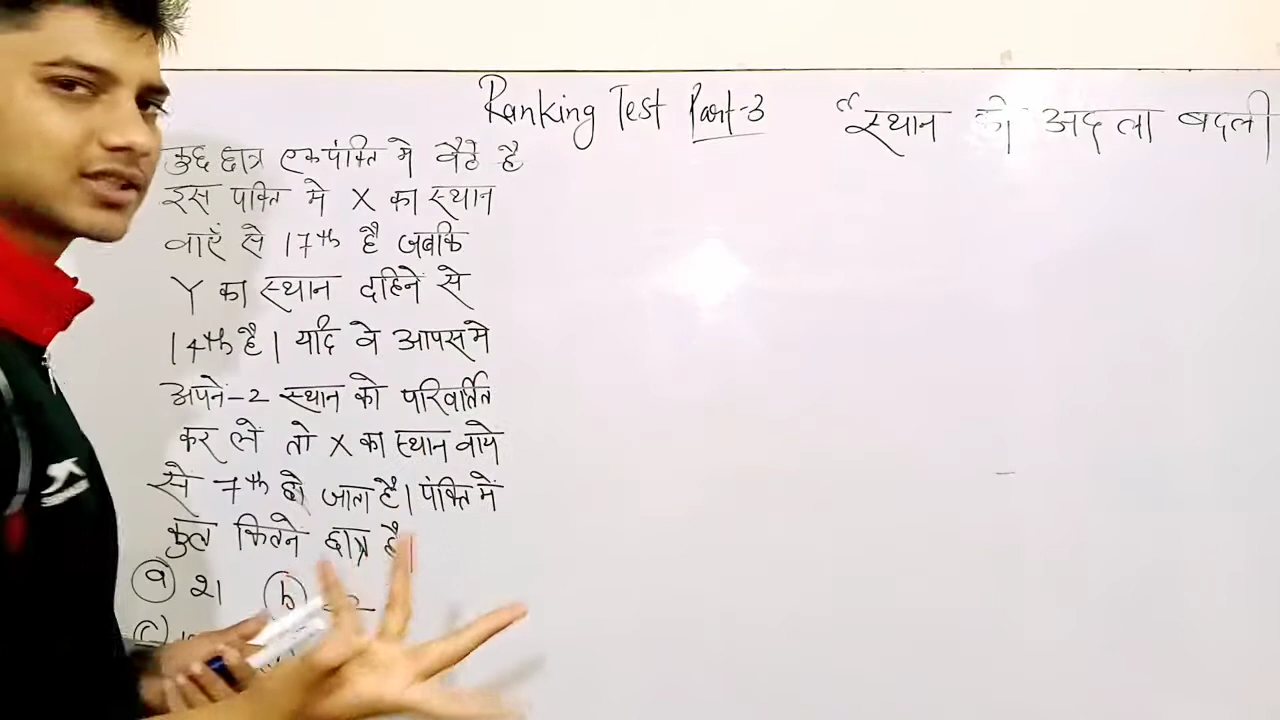 Ranking Test Part-3 "स्थान की अदला बदली
कुछ छात्र एक पंक्ति मे बैठे है
इस पंक्ति मे X का स्थान
वाएँ से 17th है जबकि
Y का स्थान दहिने से
14th है। यदि वे आपस मे
अपने-2 स्थान को परिवर्तित
कर ले तो X का स्थान वाये
से 7th हो जाता है। पंक्ति में
कुल कितने छात्र है।
(a) 21 (b)
(c)